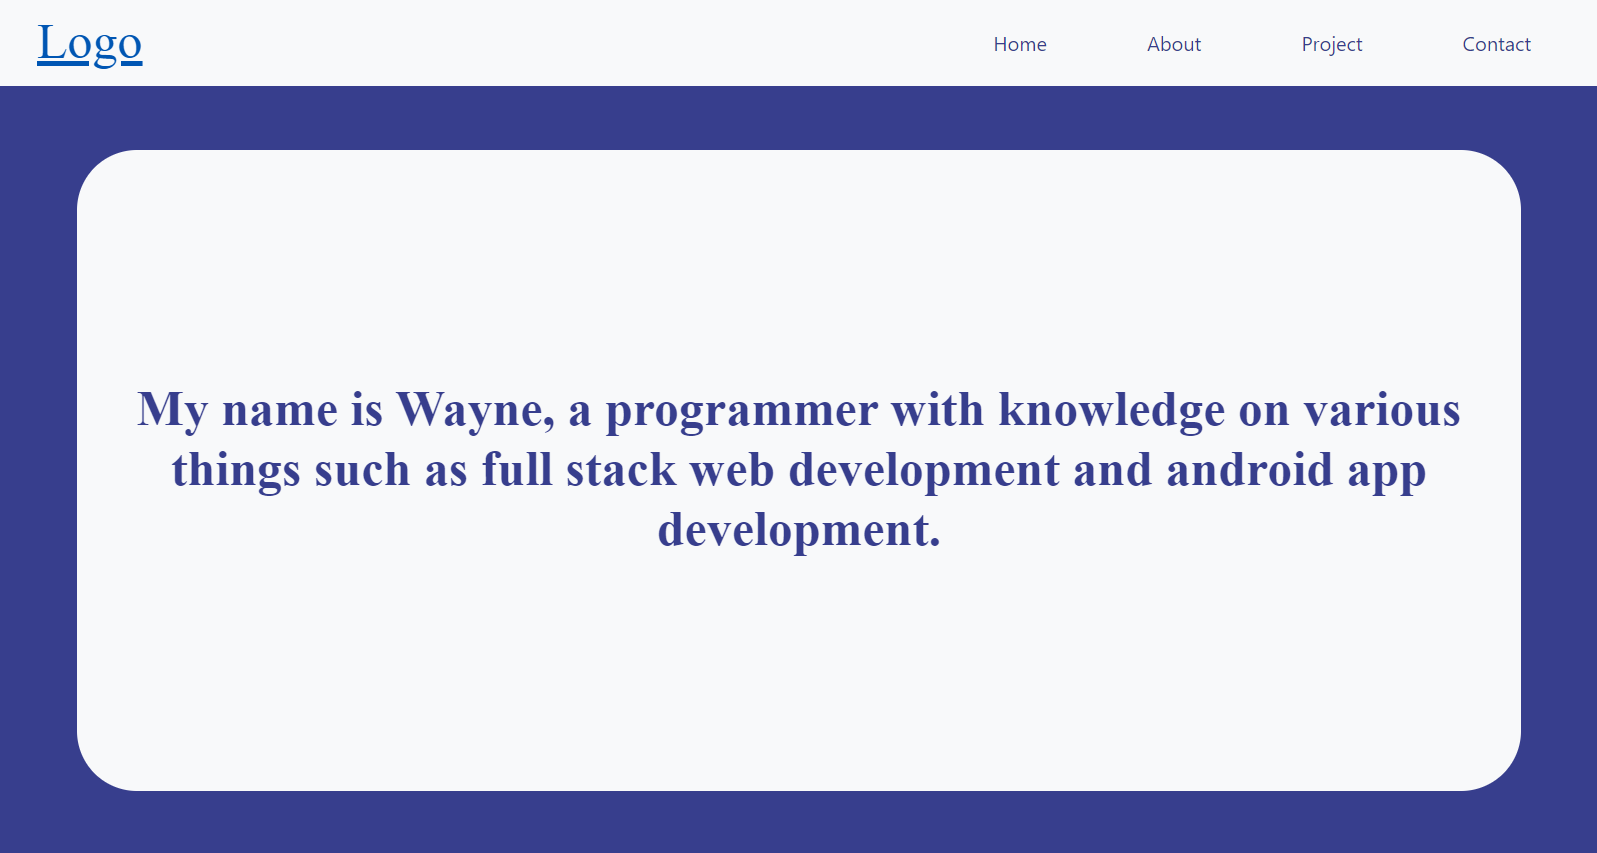 Logo
Home About Project Contact
My name is Wayne, a programmer with knowledge on various
things such as full stack web development and android app
development.